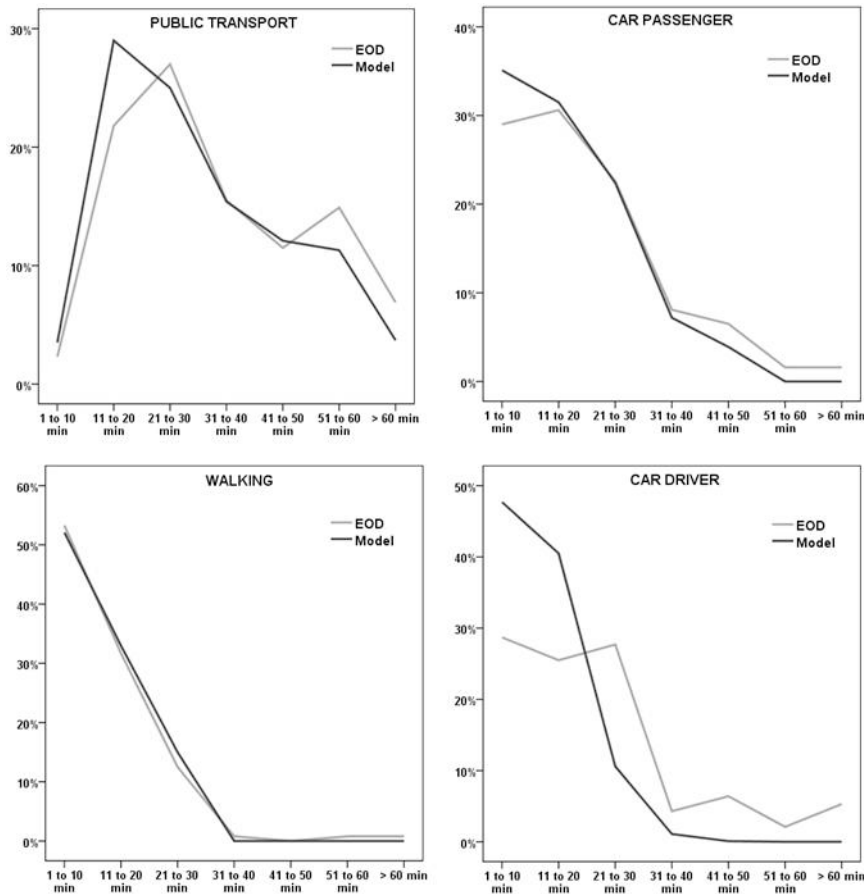 PUBLIC TRANSPORT
EOD
Model
30%
20%
10%
0%
1 to 10 min
11 to 20 min
21 to 30 min
31 to 40 min
41 to 50 min
51 to 60 min
> 60 min
CAR PASSENGER
EOD
Model
40%
30%
20%
10%
0%
1 to 10 min
11 to 20 min
21 to 30 min
31 to 40 min
41 to 50 min
51 to 60 min
> 60 min
WALKING
EOD
Model
60%
50%
40%
30%
20%
10%
0%
1 to 10 min
11 to 20 min
21 to 30 min
31 to 40 min
41 to 50 min
51 to 60 min
> 60 min
CAR DRIVER
EOD
Model
50%
40%
30%
20%
10%
0%
1 to 10 min
11 to 20 min
21 to 30 min
31 to 40 min
41 to 50 min
51 to 60 min
> 60 min